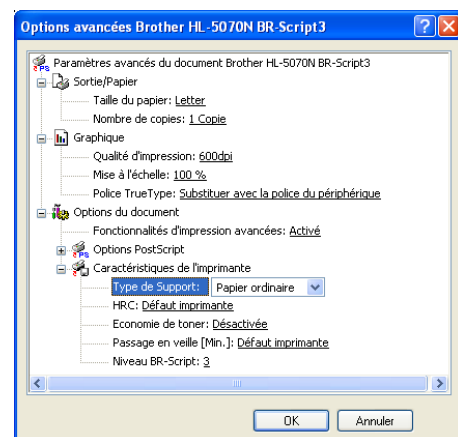 Options avancées Brother HL-5070N BR-Script3
Paramètres avancés du document Brother HL-5070N BR-Script3
Sortie/Papier
Taille du papier: Letter
Nombre de copies: 1 Copie
Graphique
Qualité d'impression: 600dpi
Mise à l'échelle: 100 %
Police TrueType: Substituer avec la police du périphérique
Options du document
Fonctionnalités d'impression avancées: Activé
Options PostScript
Caractéristiques de l'imprimante
Type de Support: Papier ordinaire
HRC: Défaut imprimante
Economie de toner: Désactivée
Passage en veille [Min.]: Défaut imprimante
Niveau BR-Script: 3
OK Annuler